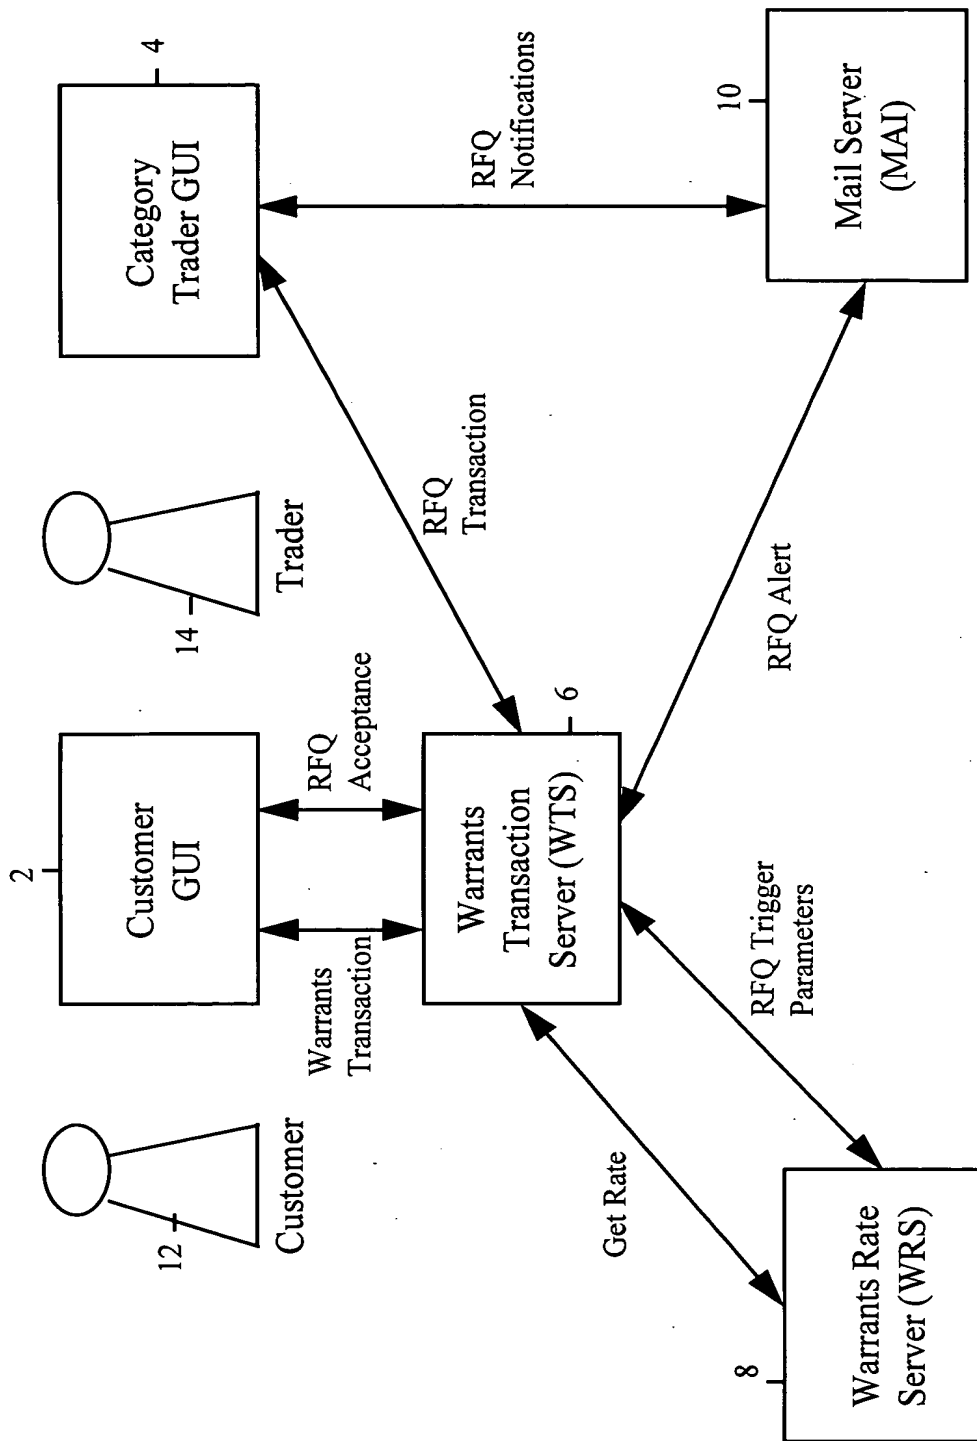 12
Customer
2
Customer
GUI
14
Trader
4
Category
Trader GUI
Warrants
Transaction
RFQ
Acceptance
RFQ
Transaction
RFQ
Notifications
6
Warrants
Transaction
Server (WTS)
Get Rate
RFQ Trigger
Parameters
RFQ Alert
8
Warrants Rate
Server (WRS)
10
Mail Server
(MAI)